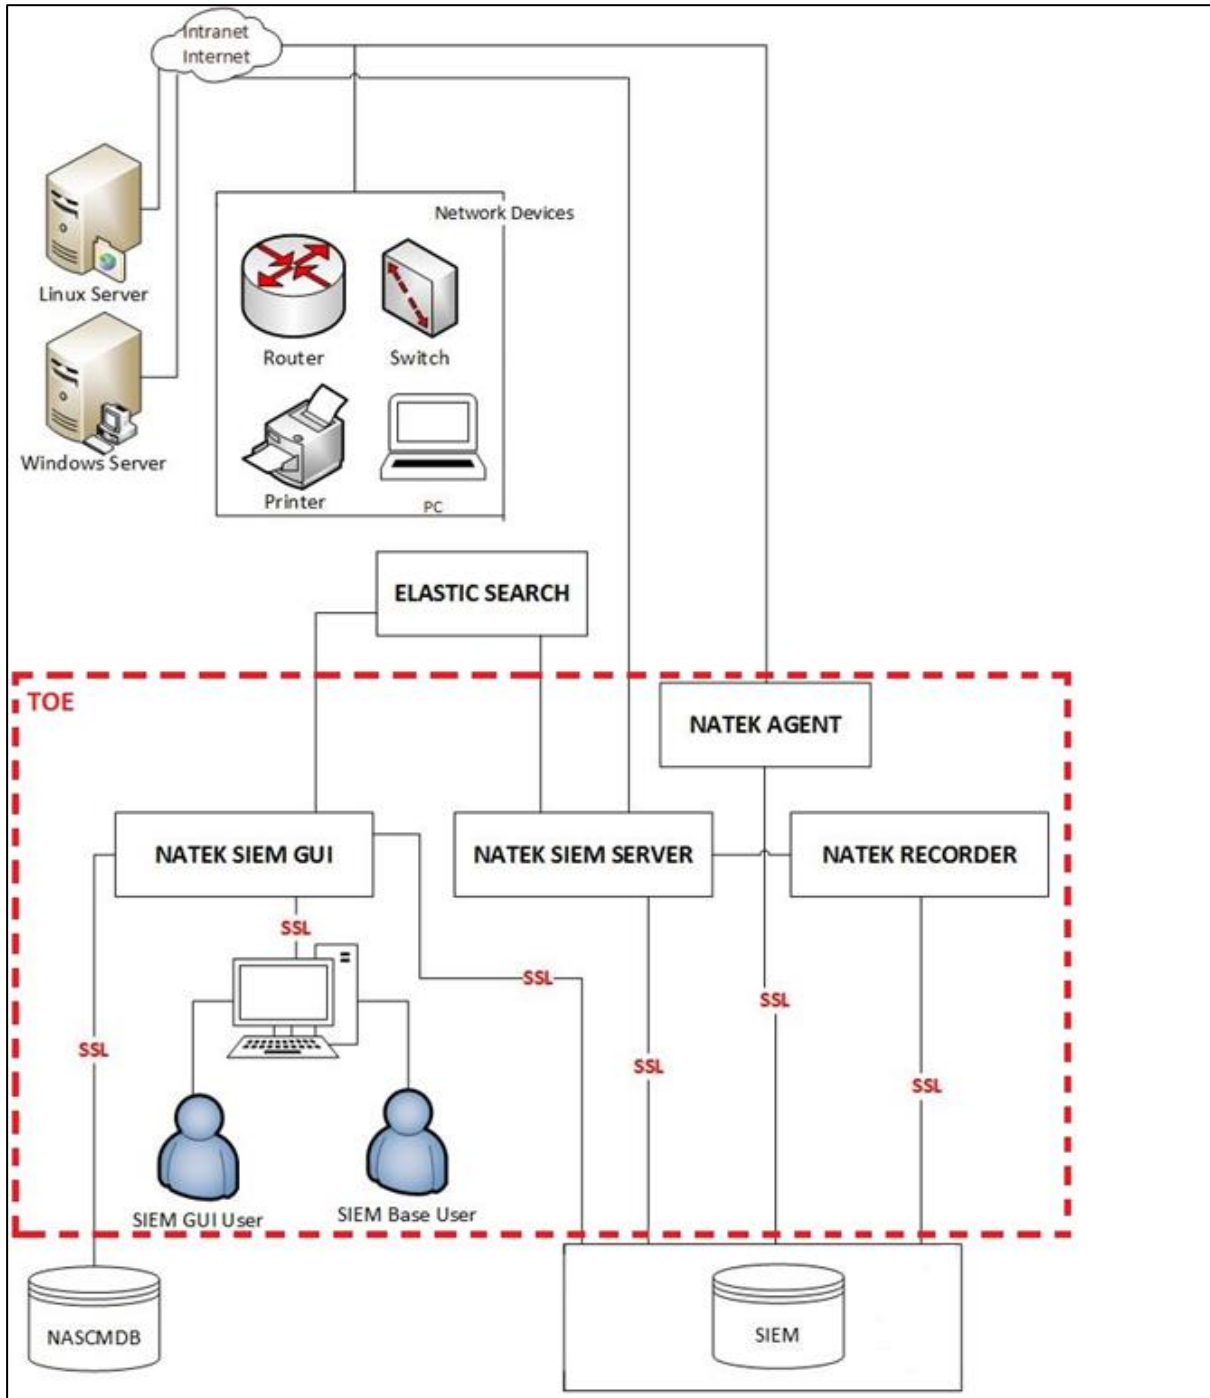 Intranet
Internet
Network Devices
Linux Server
Router
Switch
Windows Server
Printer
PC
ELASTIC SEARCH
TOE
NATEK AGENT
NATEK SIEM GUI
NATEK SIEM SERVER
NATEK RECORDER
SSL
SSL
SSL
SSL
SSL
SSL
SIEM GUI User
SIEM Base User
NASCMDB
SIEM